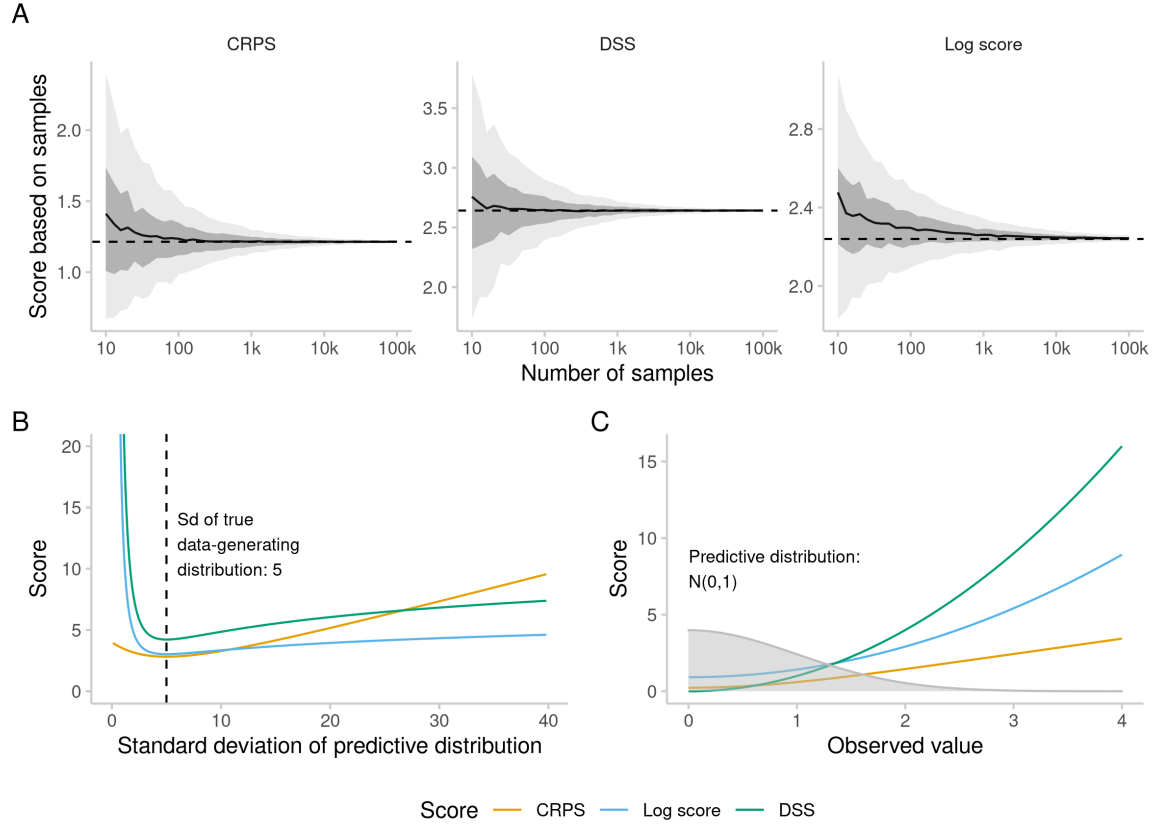 A
CRPS
DSS
Log score
Score based on samples
2.0
1.5
1.0
3.5
3.0
2.5
2.0
2.8
2.4
2.0
10 100 1k 10k 100k
10 100 1k 10k 100k
10 100 1k 10k 100k
Number of samples
B
Score
20
15
10
5
0
Sd of true
data-generating
distribution: 5
0 10 20 30 40
Standard deviation of predictive distribution
C
Score
15
10
5
0
Predictive distribution:
N(0,1)
0 1 2 3 4
Observed value
Score CRPS Log score DSS